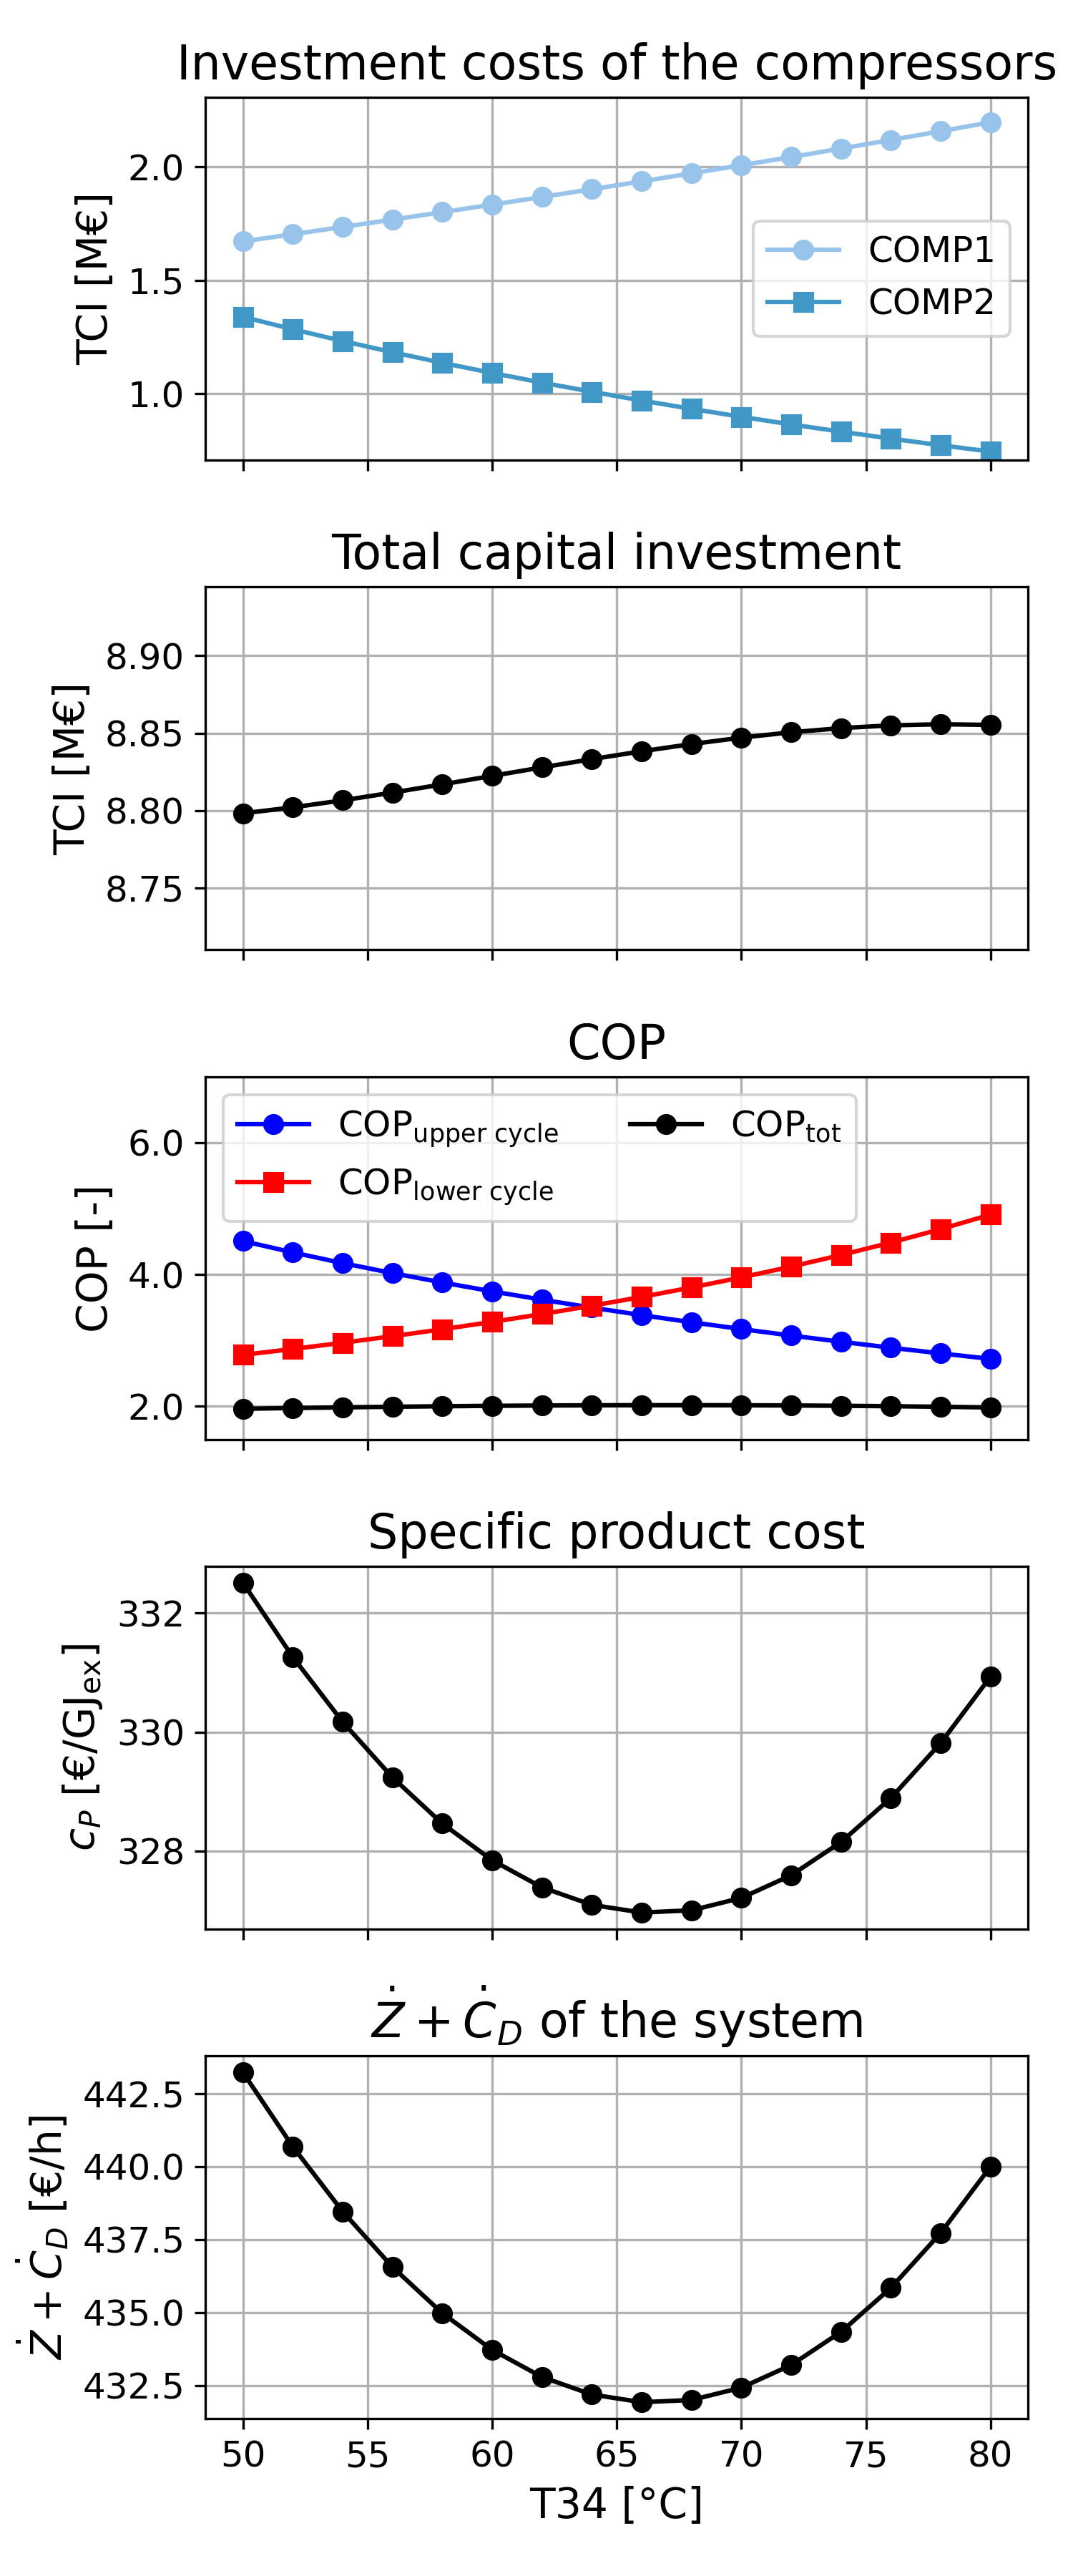 Investment costs of the compressors
TCI [M€]
2.0
1.5
1.0
COMP1
COMP2
Total capital investment
TCI [M€]
8.90
8.85
8.80
8.75
COP
COP [-]
6.0
4.0
2.0
COPupper cycle
COPlower cycle
COPtot
Specific product cost
cP [€/GJex]
332
330
328
Ż + ĊD of the system
Ż + ĊD [€/h]
442.5
440.0
437.5
435.0
432.5
50 55 60 65 70 75 80
T34 [°C]